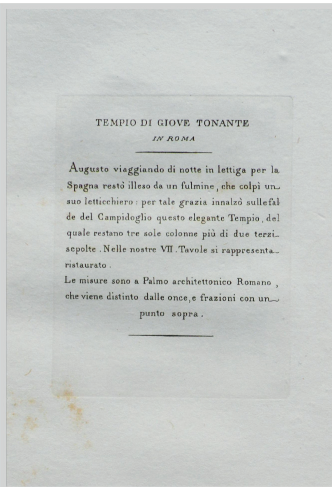 TEMPIO DI GIOVE TONANTE
IN ROMA
Augusto viaggiando di notte in lettiga per la
Spagna restò illeso da un fulmine, che colpì un
suo letticchiero: per tale grazia innalzò sulle fal
de del Campidoglio questo elegante Tempio, del
quale restano tre sole colonne più di due terzi
sepolte. Nelle nostre VII. Tavole si rappresenta
ristaurato.
Le misure sono a Palmo architettonico Romano,
che viene distinto dalle once, e frazioni con un
punto sopra.